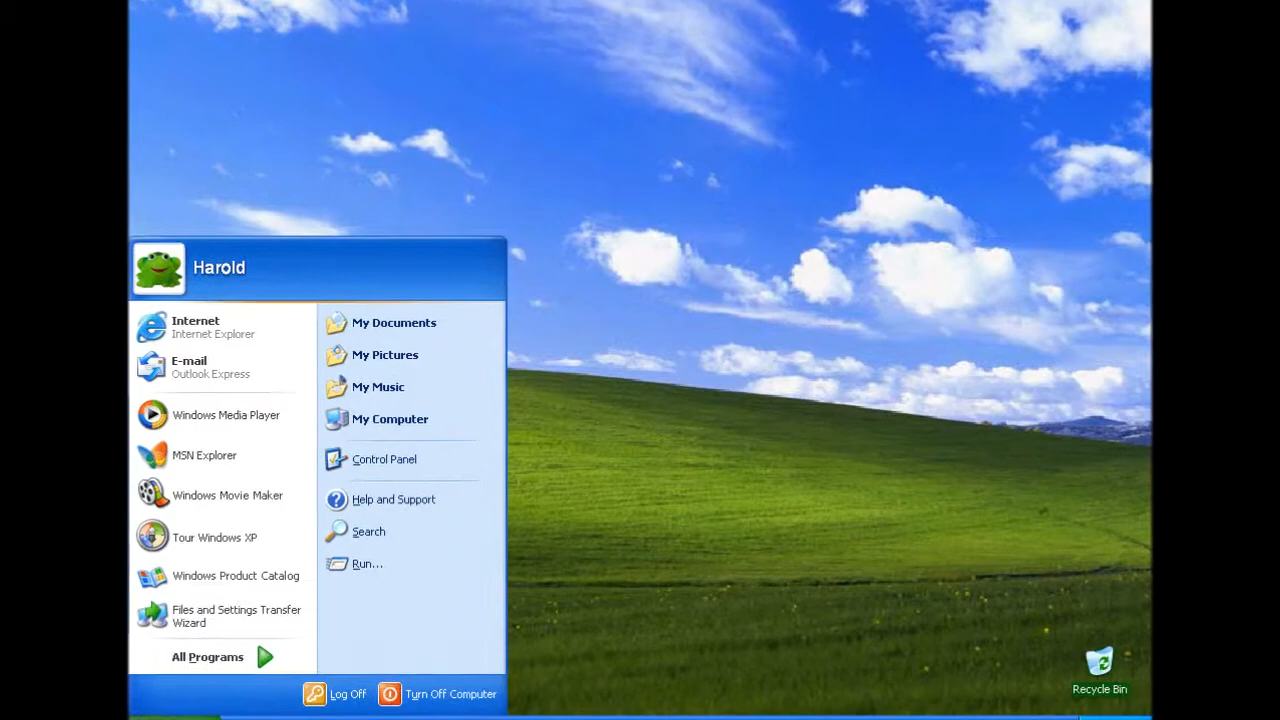 Harold
Internet
Internet Explorer
E-mail
Outlook Express
Windows Media Player
MSN Explorer
Windows Movie Maker
Tour Windows XP
Windows Product Catalog
Files and Settings Transfer
Wizard
All Programs
My Documents
My Pictures
My Music
My Computer
Control Panel
Help and Support
Search
Run...
Log Off
Turn Off Computer
Recycle Bin